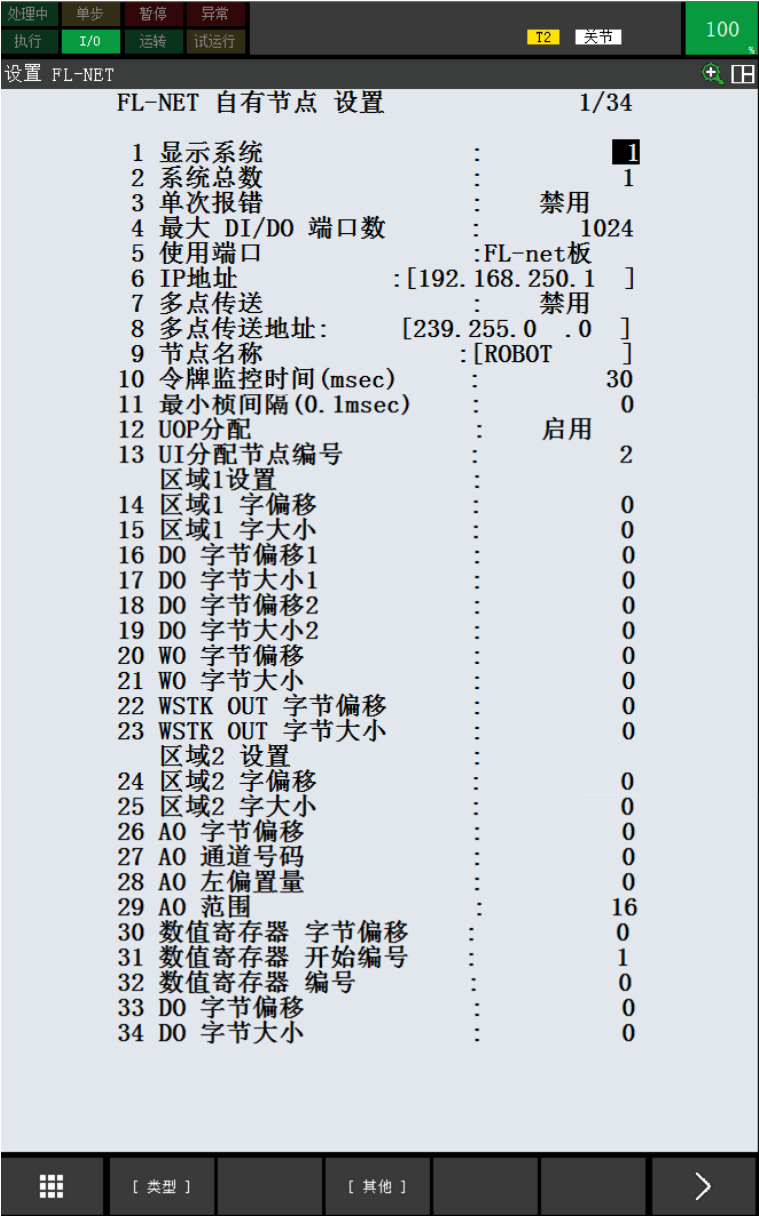 处理中 单步 暂停 异常
执行 I/O 运转 试运行 T2 关节 100 %
设置 FL-NET
FL-NET 自有节点 设置 1/34
1 显示系统 : 1
2 系统总数 : 1
3 单次报错 : 禁用
4 最大 DI/DO 端口数 : 1024
5 使用端口 :FL-net板
6 IP地址 :[192.168.250.1 ]
7 多点传送 : 禁用
8 多点传送地址: [239.255.0 .0 ]
9 节点名称 :[ROBOT ]
10 令牌监控时间(msec) : 30
11 最小桢间隔(0.1msec) : 0
12 UOP分配 : 启用
13 UI分配节点编号 : 2
区域1设置 :
14 区域1 字偏移 : 0
15 区域1 字大小 : 0
16 DO 字节偏移1 : 0
17 DO 字节大小1 : 0
18 DO 字节偏移2 : 0
19 DO 字节大小2 : 0
20 WO 字节偏移 : 0
21 WO 字节大小 : 0
22 WSTK OUT 字节偏移 : 0
23 WSTK OUT 字节大小 : 0
区域2 设置 :
24 区域2 字偏移 : 0
25 区域2 字大小 : 0
26 AO 字节偏移 : 0
27 AO 通道号码 : 0
28 AO 左偏置量 : 0
29 AO 范围 : 16
30 数值寄存器 字节偏移 : 0
31 数值寄存器 开始编号 : 1
32 数值寄存器 编号 : 0
33 DO 字节偏移 : 0
34 DO 字节大小 : 0
[ 类型 ] [ 其他 ]